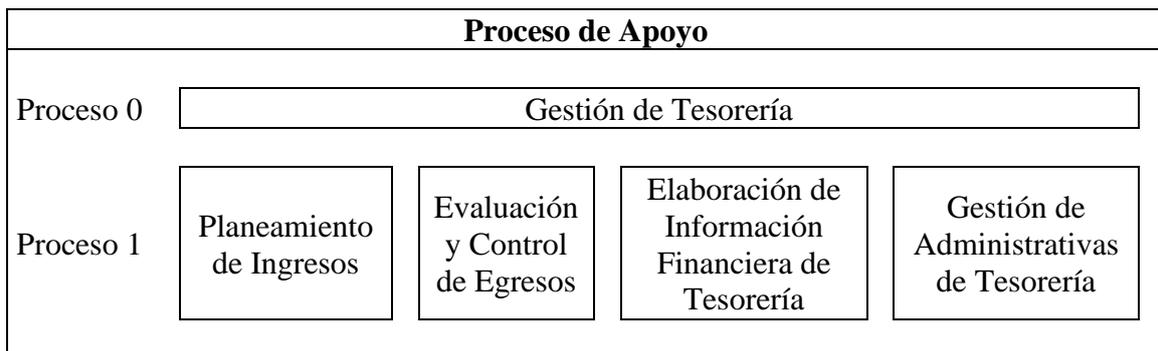 Proceso de Apoyo
Proceso 0
Gestión de Tesorería
Proceso 1
Planeamiento
de Ingresos
Evaluación
y Control
de Egresos
Elaboración de
Información
Financiera de
Tesorería
Gestión de
Administrativas
de Tesorería